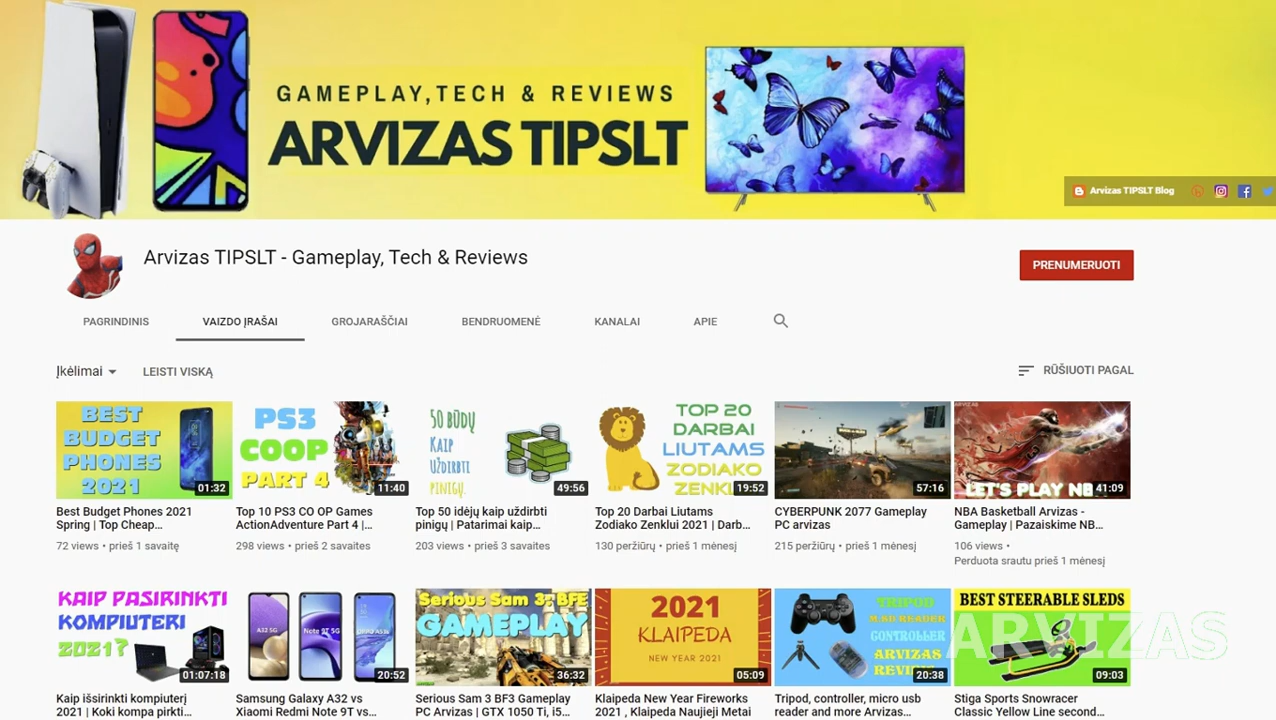 GAMEPLAY,TECH & REVIEWS
ARVIZAS TIPSLT
Arvizas TIPSLT Blog
Arvizas TIPSLT - Gameplay, Tech & Reviews
PRENUMERUOTI
PAGRINDINIS
VAIZDO ĮRAŠAI
GROJARAŠČIAI
BENDRUOMENĖ
KANALAI
APIE
Įkėlimai
LEISTI VISKĄ
RŪŠIUOTI PAGAL
BEST
BUDGET
PHONES
2021
01:32
Best Budget Phones 2021
Spring | Top Cheap...
72 views • prieš 1 savaitę
PS3
COOP
PART 4
11:40
Top 10 PS3 CO OP Games
ActionAdventure Part 4 |...
298 views • prieš 2 savaites
50 BŪDŲ
KAIP
UŽDIRBTI
PINIGŲ.
49:56
Top 50 idėjų kaip uždirbti
pinigų | Patarimai kaip...
203 views • prieš 3 savaites
TOP 20
DARBAI
LIUTAMS
ZODIAKO
ZENKL
19:52
Top 20 Darbai Liutams
Zodiako Zenklui 2021 | Darb...
130 peržiūrų • prieš 1 mėnesį
57:16
CYBERPUNK 2077 Gameplay
PC arvizas
215 peržiūrų • prieš 1 mėnesį
ARVIZAS
LET'S PLAY NB
41:09
NBA Basketball Arvizas -
Gameplay | Pazaiskime NB...
106 views •
Perduota srautu prieš 1 mėnesį
KAIP PASIRINKTI
KOMPIUTERI
2021?
01:07:18
Kaip išsirinkti kompiuterį
2021 | Koki kompa pirkti...
A32 5G
Note 9T 5G
20:52
Samsung Galaxy A32 vs
Xiaomi Redmi Note 9T vs...
Serious Sam 3: BFE
GAMEPLAY
36:32
Serious Sam 3 BF3 Gameplay
PC Arvizas | GTX 1050 Ti, i5...
2021
KLAIPEDA
NEW YEAR 2021
05:09
Klaipeda New Year Fireworks
2021 , Klaipeda Naujieji Metai
TRIPOD
M.SD READER
CONTROLLER
ARVIZAS
REVIEW
20:38
Tripod, controller, micro usb
reader and more Arvizas...
BEST STEERABLE SLEDS
09:03
Stiga Sports Snowracer
Classic Yellow Line second...
ARVIZAS